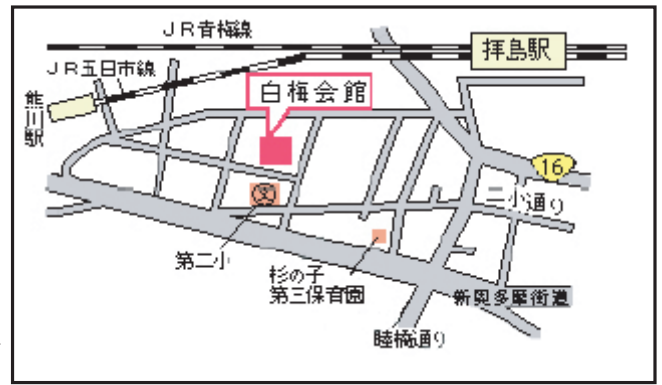 JR青梅線
拝島駅
JR五日市線
熊川駅
白梅会館
16
二小通り
文
第二小
杉の子
第三保育園
新奥多摩街道
睦橋通り